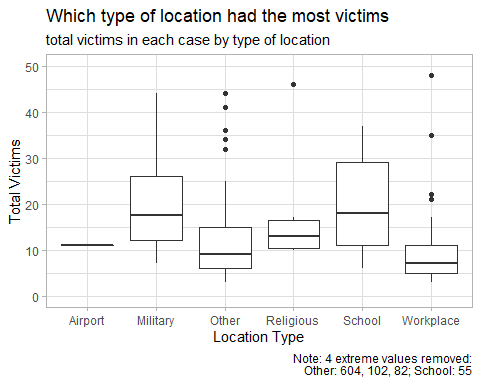 Which type of location had the most victims
total victims in each case by type of location
50
40
30
20
10
0
Total Victims
Airport Military Other Religious School Workplace
Location Type
Note: 4 extreme values removed:
Other: 604, 102, 82; School: 55